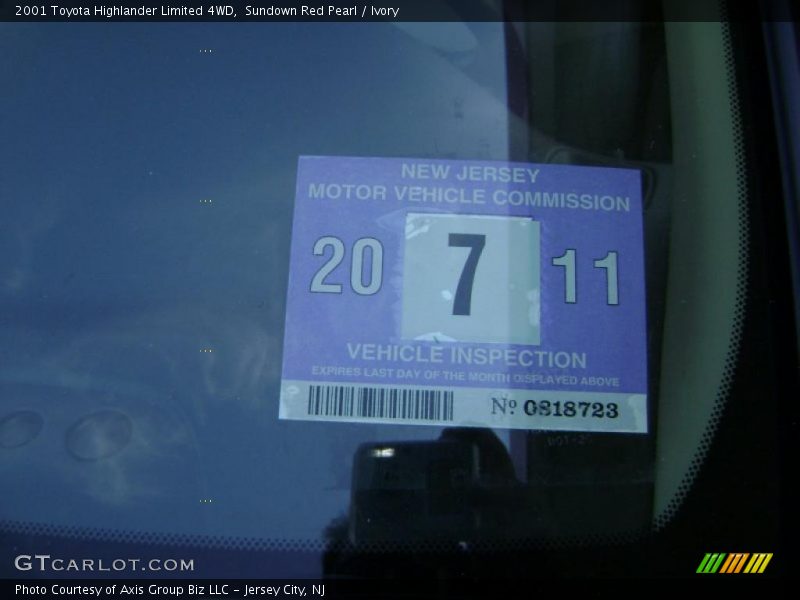 2001 Toyota Highlander Limited 4WD, Sundown Red Pearl / Ivory
NEW JERSEY
MOTOR VEHICLE COMMISSION
20 7 11
VEHICLE INSPECTION
EXPIRES LAST DAY OF THE MONTH DISPLAYED ABOVE
Nº 0818723
GTCARLOT.COM
Photo Courtesy of Axis Group Biz LLC - Jersey City, NJ